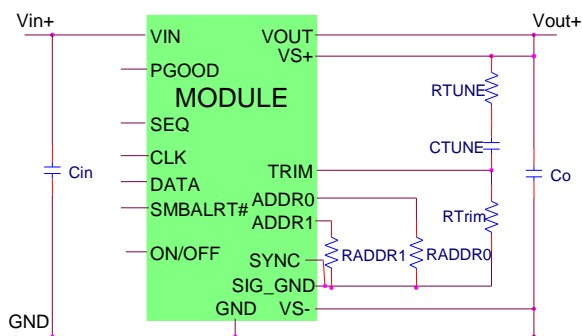 Vin+
Vout+
VIN
VOUT
VS+
PGOOD
RTUNE
MODULE
SEQ
CTUNE
CLK
TRIM
Cin
Co
DATA
ADDR0
SMBALRT#
ADDR1
RTrim
ON/OFF
SYNC
RADDR1
RADDR0
SIG_GND
GND
VS-
GND